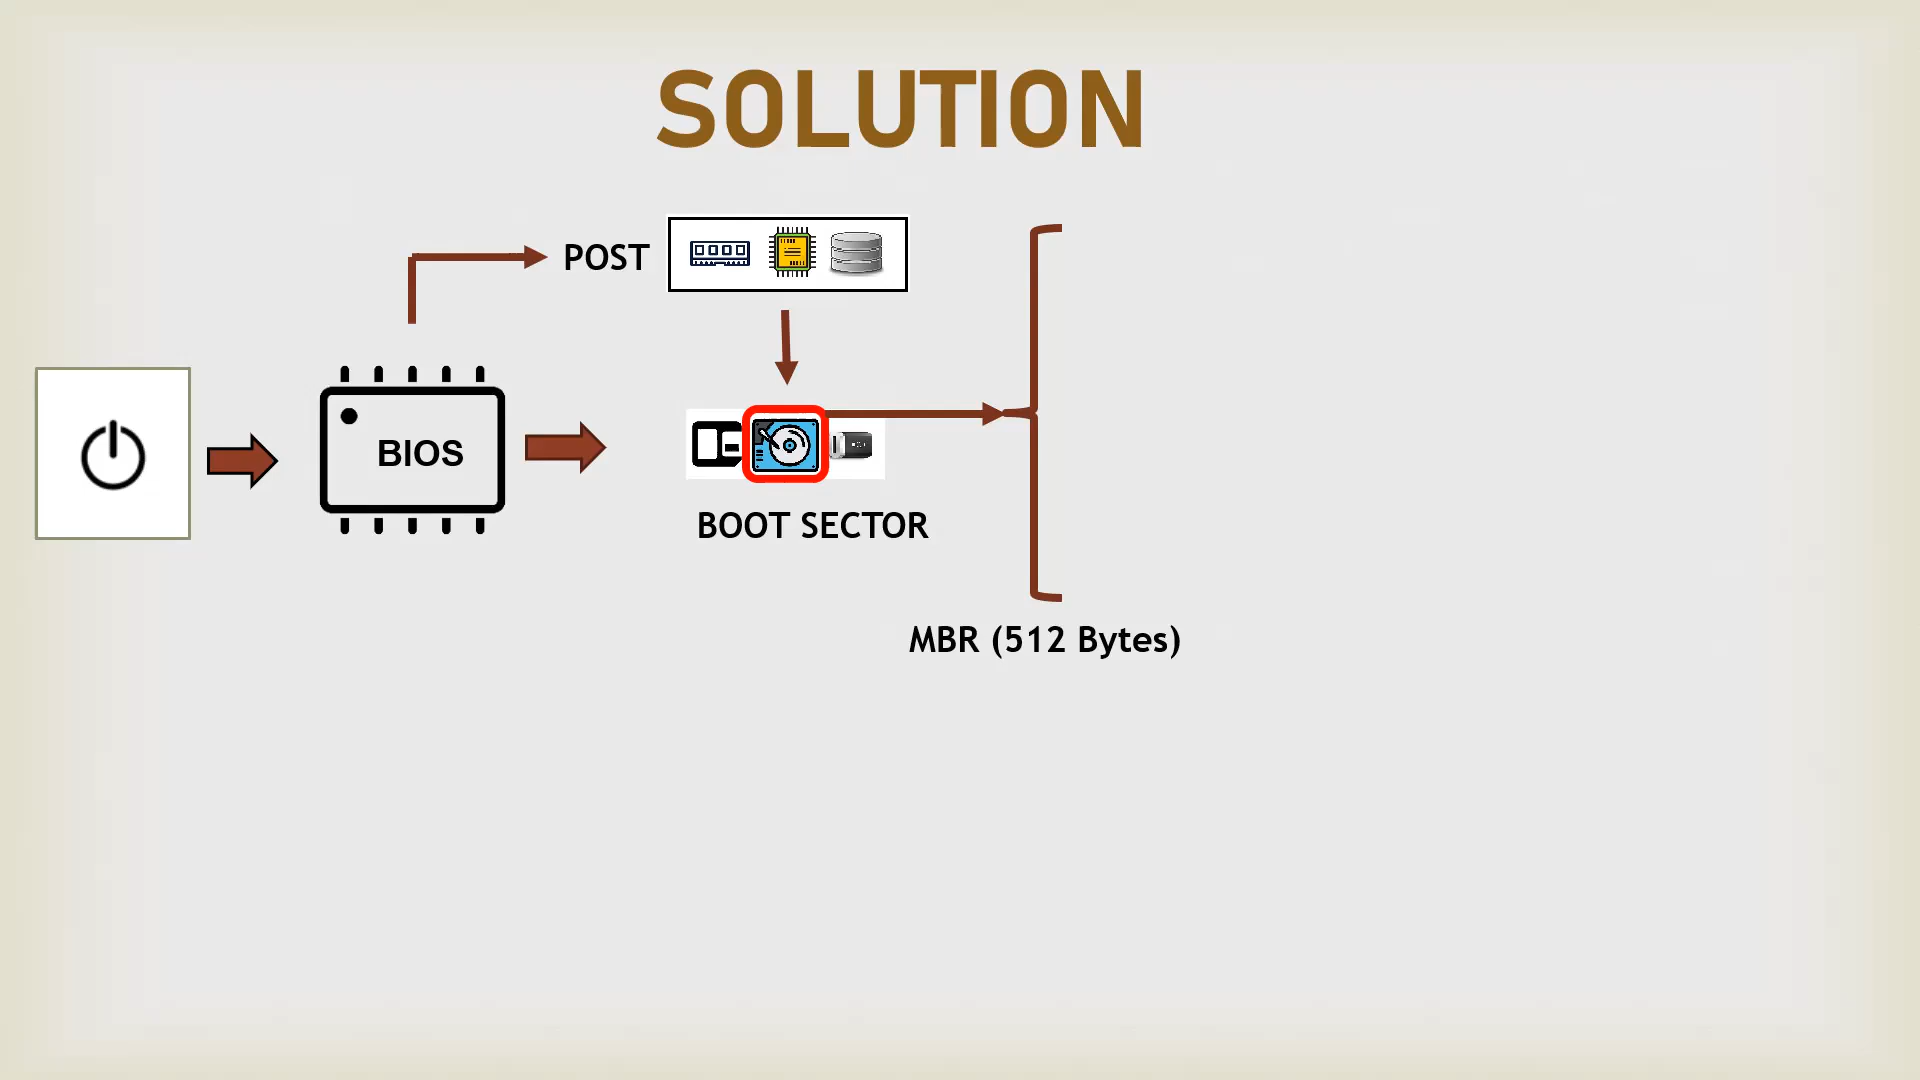 SOLUTION
POST
BIOS
BOOT SECTOR
MBR (512 Bytes)